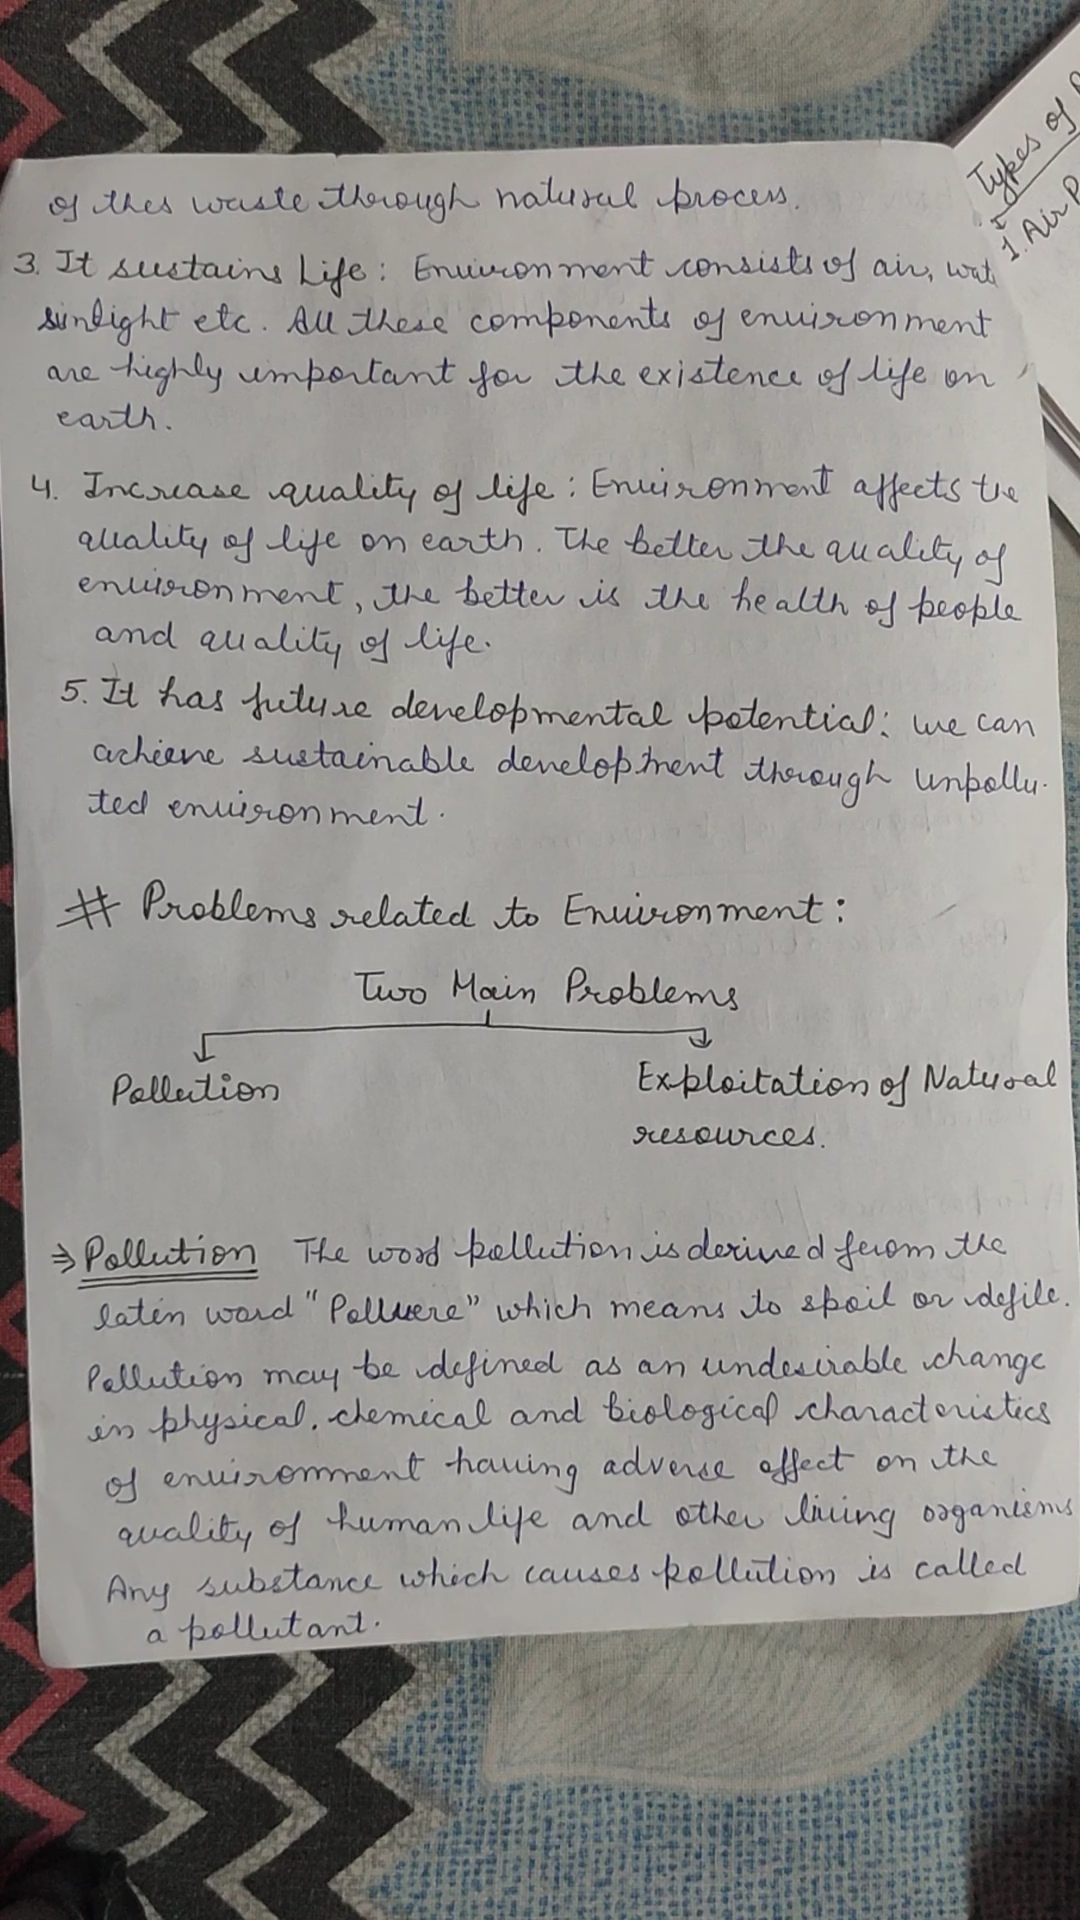 of thes waste through natural process.
3. It sustains Life: Environment consists of air, wat
sunlight etc. All these components of environment
are highly important for the existence of life on
earth.
4. Increase quality of life: Environment affects the
quality of life on earth. The better the quality of
environment, the better is the health of people
and quality of life.
5. It has future developmental potential: we can
achieve sustainable development through unpollu-
ted environment.
# Problems related to Environment:
Two Main Problems
Pollution
Exploitation of Natural
resources.
⇒ Pollution The word pollution is derived from the
latin word "Polluere" which means to spoil or defile.
Pollution may be defined as an undesirable change
in physical, chemical and biological characteristics
of environment having adverse effect on the
quality of human life and other living organisms
Any substance which causes pollution is called
a pollutant.
Types of P
1. Air P